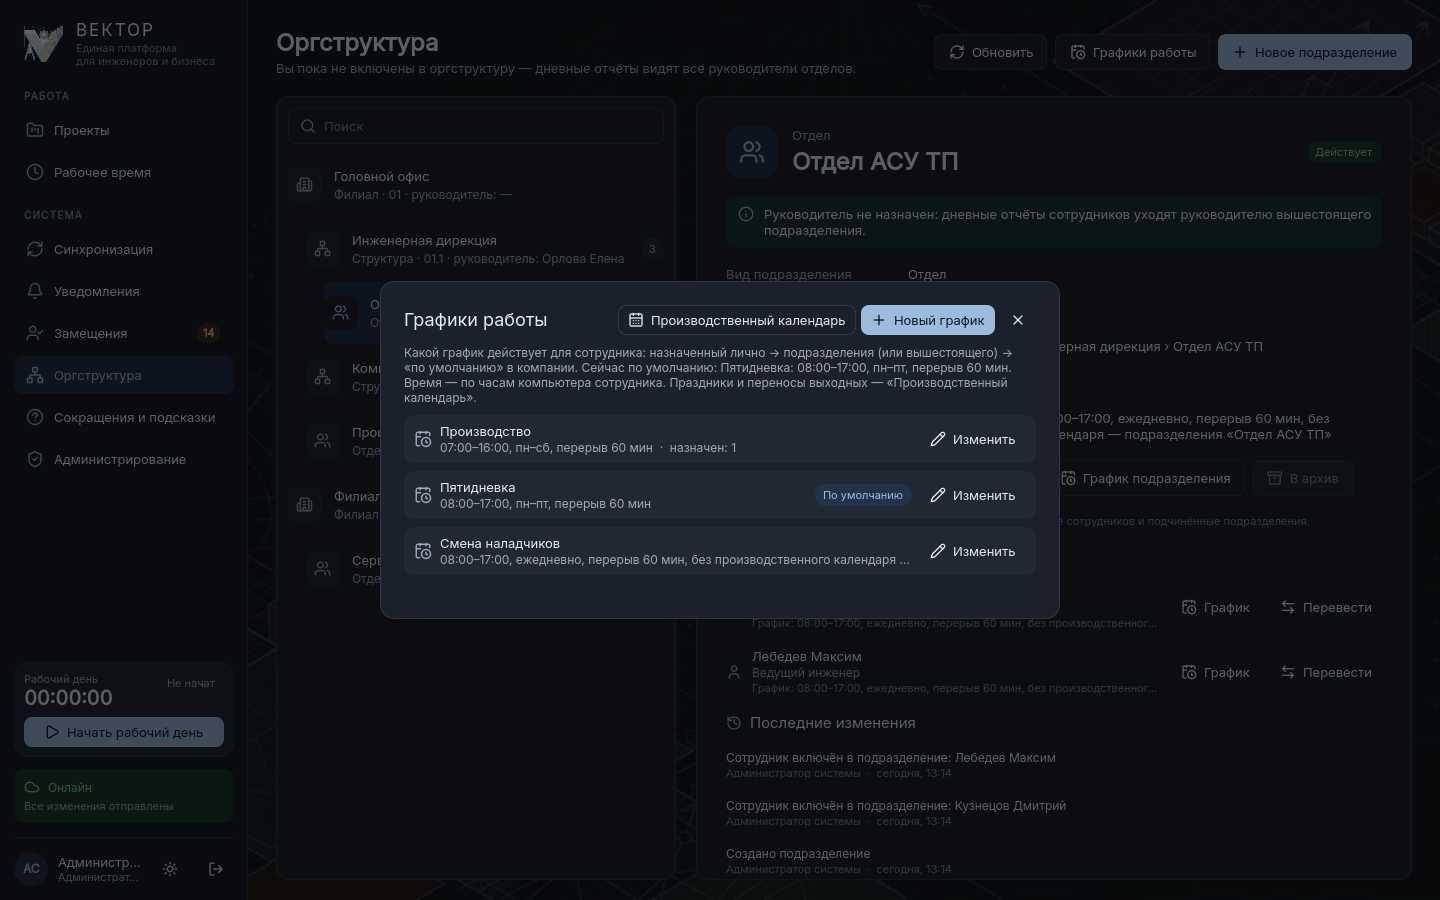 ВЕКТОР
Единая платформа
для инженеров и бизнеса
РАБОТА
Проекты
Рабочее время
СИСТЕМА
Синхронизация
Уведомления
Замещения
14
Оргструктура
Сокращения и подсказки
Администрирование
Рабочий день
Не начат
00:00:00
Начать рабочий день
Онлайн
Все изменения отправлены
АС
Администр...
Администрат...
Оргструктура
Вы пока не включены в оргструктуру — дневные отчёты видят все руководители отделов.
Обновить
Графики работы
Новое подразделение
Поиск
Головной офис
Филиал · 01 · руководитель: —
Инженерная дирекция
Структура · 01.1 · руководитель: Орлова Елена
3
Филиал
Филиал
Отдел
Отдел АСУ ТП
Действует
Руководитель не назначен: дневные отчёты сотрудников уходят руководителю вышестоящего
подразделения.
Вид подразделения
Отдел
дирекция › Отдел АСУ ТП
00–17:00, ежедневно, перерыв 60 мин, без
— подразделения «Отдел АСУ ТП»
График подразделения
В архив
сотрудников и подчинённые подразделения.
График: 08:00–17:00, ежедневно, перерыв 60 мин, без производственног...
График
Перевести
Лебедев Максим
Ведущий инженер
График: 08:00–17:00, ежедневно, перерыв 60 мин, без производственног...
График
Перевести
Последние изменения
Сотрудник включён в подразделение: Лебедев Максим
Администратор системы · сегодня, 13:14
Сотрудник включён в подразделение: Кузнецов Дмитрий
Администратор системы · сегодня, 13:14
Создано подразделение
Администратор системы · сегодня, 13:14
Графики работы
Производственный календарь
Новый график
Какой график действует для сотрудника: назначенный лично → подразделения (или вышестоящего) →
«по умолчанию» в компании. Сейчас по умолчанию: Пятидневка: 08:00–17:00, пн–пт, перерыв 60 мин.
Время — по часам компьютера сотрудника. Праздники и переносы выходных — «Производственный
календарь».
Производство
07:00–16:00, пн–сб, перерыв 60 мин · назначен: 1
Изменить
Пятидневка
08:00–17:00, пн–пт, перерыв 60 мин
По умолчанию
Изменить
Смена наладчиков
08:00–17:00, ежедневно, перерыв 60 мин, без производственного календаря ...
Изменить